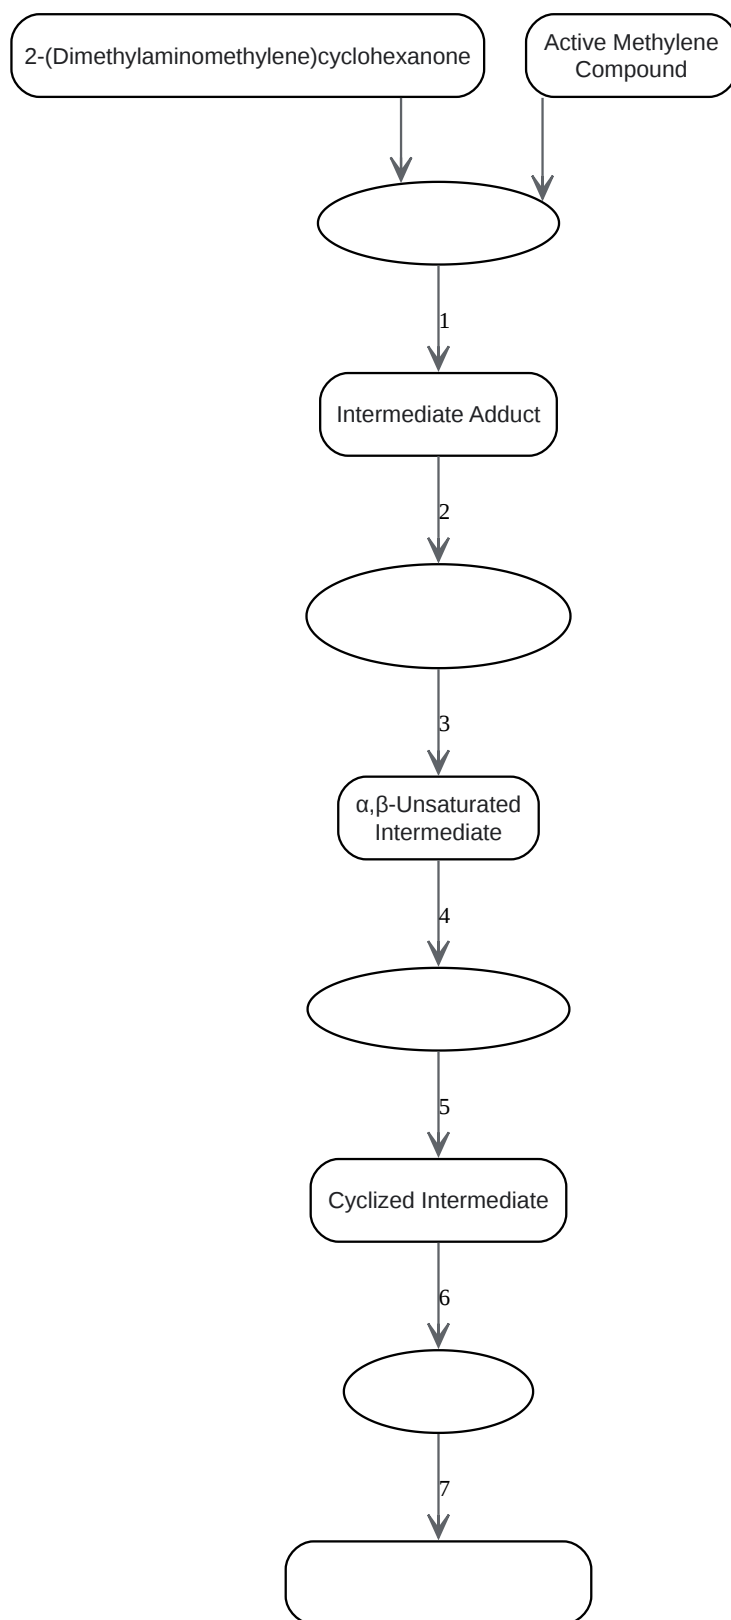 2-(Dimethylaminomethylene)cyclohexanone
Active Methylene
Compound
1
Intermediate Adduct
2
3
α,β-Unsaturated
Intermediate
4
5
Cyclized Intermediate
6
7